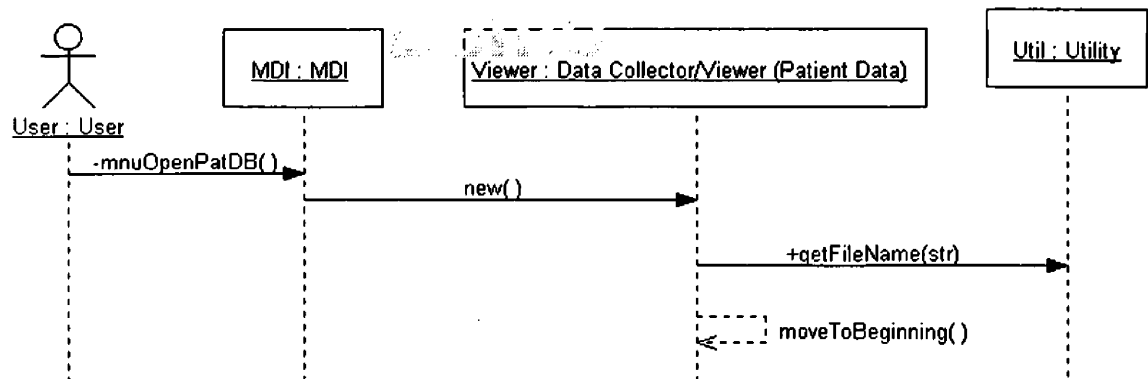 MDI : MDI
Viewer : Data Collector/Viewer (Patient Data)
Util : Utility
User : User
-mnuOpenPatDB()
new()
+getFileName(str)
moveToBeginning()